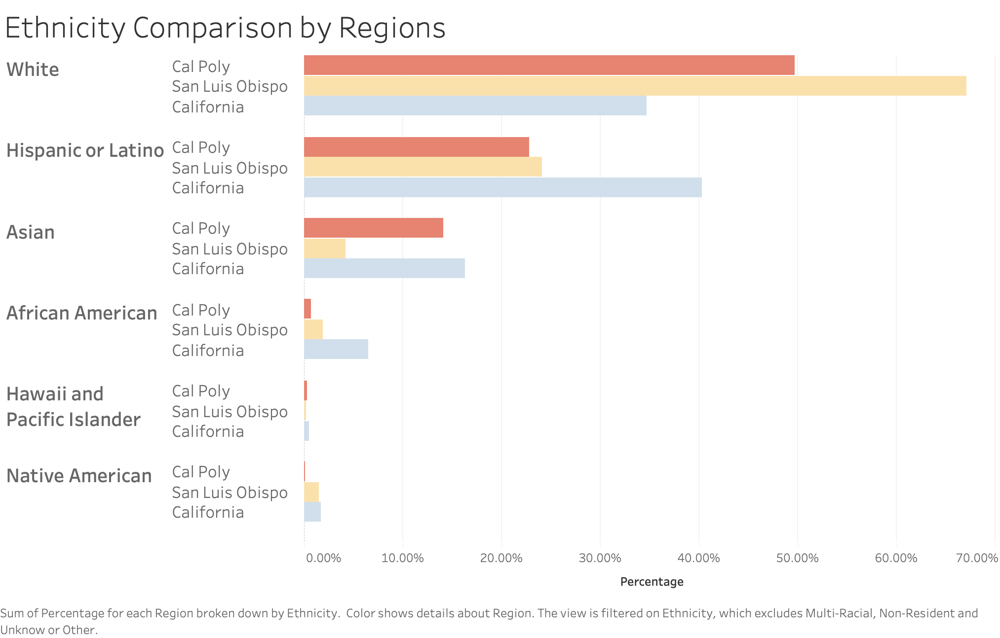 Ethnicity Comparison by Regions
White
Cal Poly
San Luis Obispo
California
Hispanic or Latino
Cal Poly
San Luis Obispo
California
Asian
Cal Poly
San Luis Obispo
California
African American
Cal Poly
San Luis Obispo
California
Hawaii and
Pacific Islander
Cal Poly
San Luis Obispo
California
Native American
Cal Poly
San Luis Obispo
California
0.00% 10.00% 20.00% 30.00% 40.00% 50.00% 60.00% 70.00%
Percentage
Sum of Percentage for each Region broken down by Ethnicity.  Color shows details about Region. The view is filtered on Ethnicity, which excludes Multi-Racial, Non-Resident and
Unknow or Other.